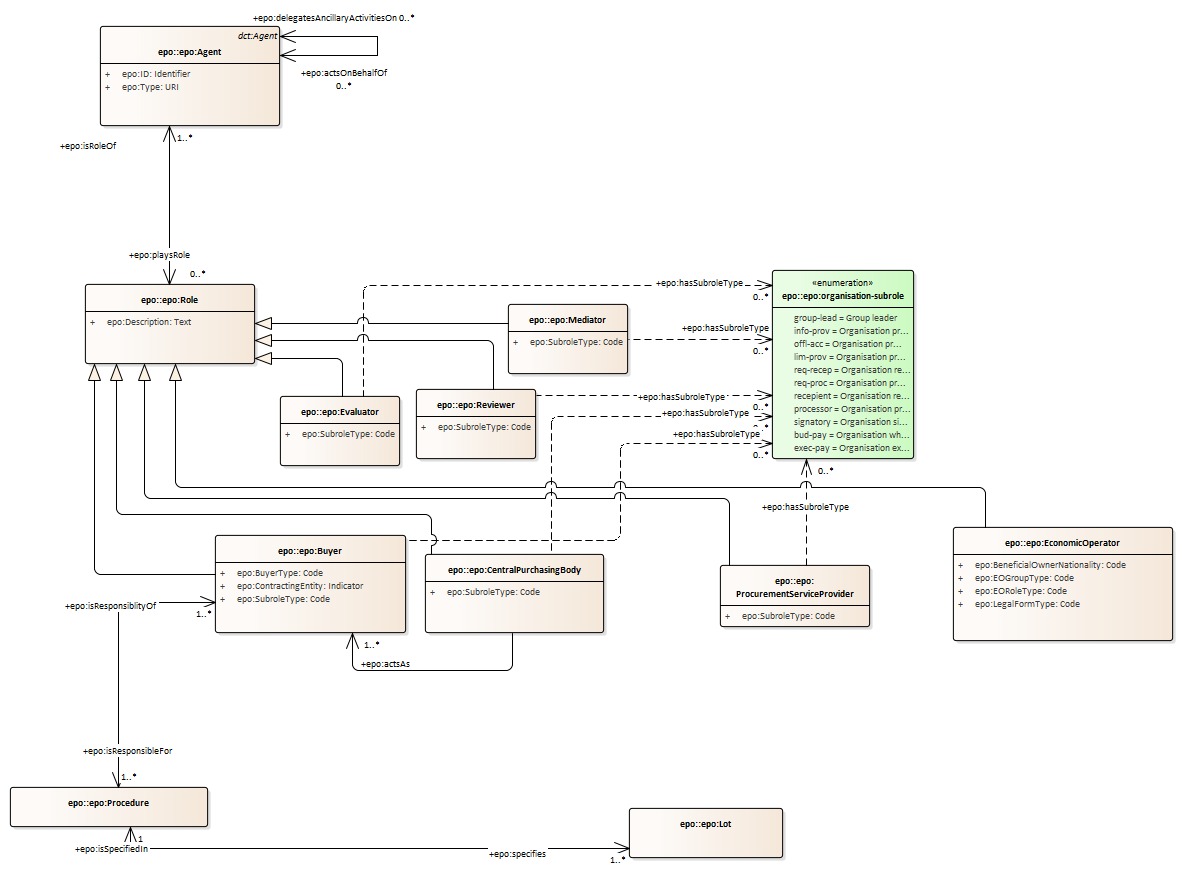 +epo:delegatesAncillaryActivitiesOn 0..*
dct:Agent
epo::epo:Agent
+ epo:ID: Identifier
+ epo:Type: URI
+epo:actsOnBehalfOf
0..*
1..*
+epo:isRoleOf
+epo:playsRole
0..*
epo::epo:Role
+ epo:Description: Text
+epo:hasSubroleType
0..*
«enumeration»
epo::epo:organisation-subrole
group-lead = Group leader
info-prov = Organisation pr...
offl-acc = Organisation pr...
lim-prov = Organisation pr...
req-recep = Organisation re...
req-proc = Organisation pr...
recepient = Organisation re...
processor = Organisation pr...
signatory = Organisation si...
bud-pay = Organisation wh...
exec-pay = Organisation ex...
epo::epo:Mediator
+ epo:SubroleType: Code
+epo:hasSubroleType
0..*
epo::epo:Evaluator
+ epo:SubroleType: Code
epo::epo:Reviewer
+ epo:SubroleType: Code
+epo:hasSubroleType
0..*
+epo:hasSubroleType
+epo:hasSubroleType
0..*
0..*
+epo:hasSubroleType
epo::epo:Buyer
+ epo:BuyerType: Code
+ epo:ContractingEntity: Indicator
+ epo:SubroleType: Code
epo::epo:CentralPurchasingBody
+ epo:SubroleType: Code
epo::epo:
ProcurementServiceProvider
+ epo:SubroleType: Code
epo::epo:EconomicOperator
+ epo:BeneficialOwnerNationality: Code
+ epo:EOGroupType: Code
+ epo:EORoleType: Code
+ epo:LegalFormType: Code
+epo:isResponsiblityOf
1..*
1..*
+epo:actsAs
+epo:isResponsibleFor
1..*
epo::epo:Procedure
1
+epo:isSpecifiedIn
+epo:specifies
1..*
epo::epo:Lot